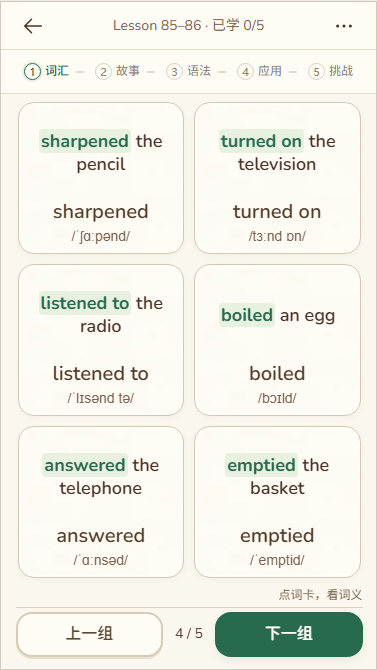 Lesson 85–86 · 已学 0/5
1 词汇 – 2 故事 – 3 语法 – 4 应用 – 5 挑战
sharpened the
pencil
sharpened
/ˈʃɑːpənd/
turned on the
television
turned on
/tɜːnd ɒn/
listened to the
radio
listened to
/ˈlɪsənd tə/
boiled an egg
boiled
/bɔɪld/
answered the
telephone
answered
/ˈɑːnsəd/
emptied the
basket
emptied
/ˈemptid/
点词卡，看词义
上一组
4 / 5
下一组